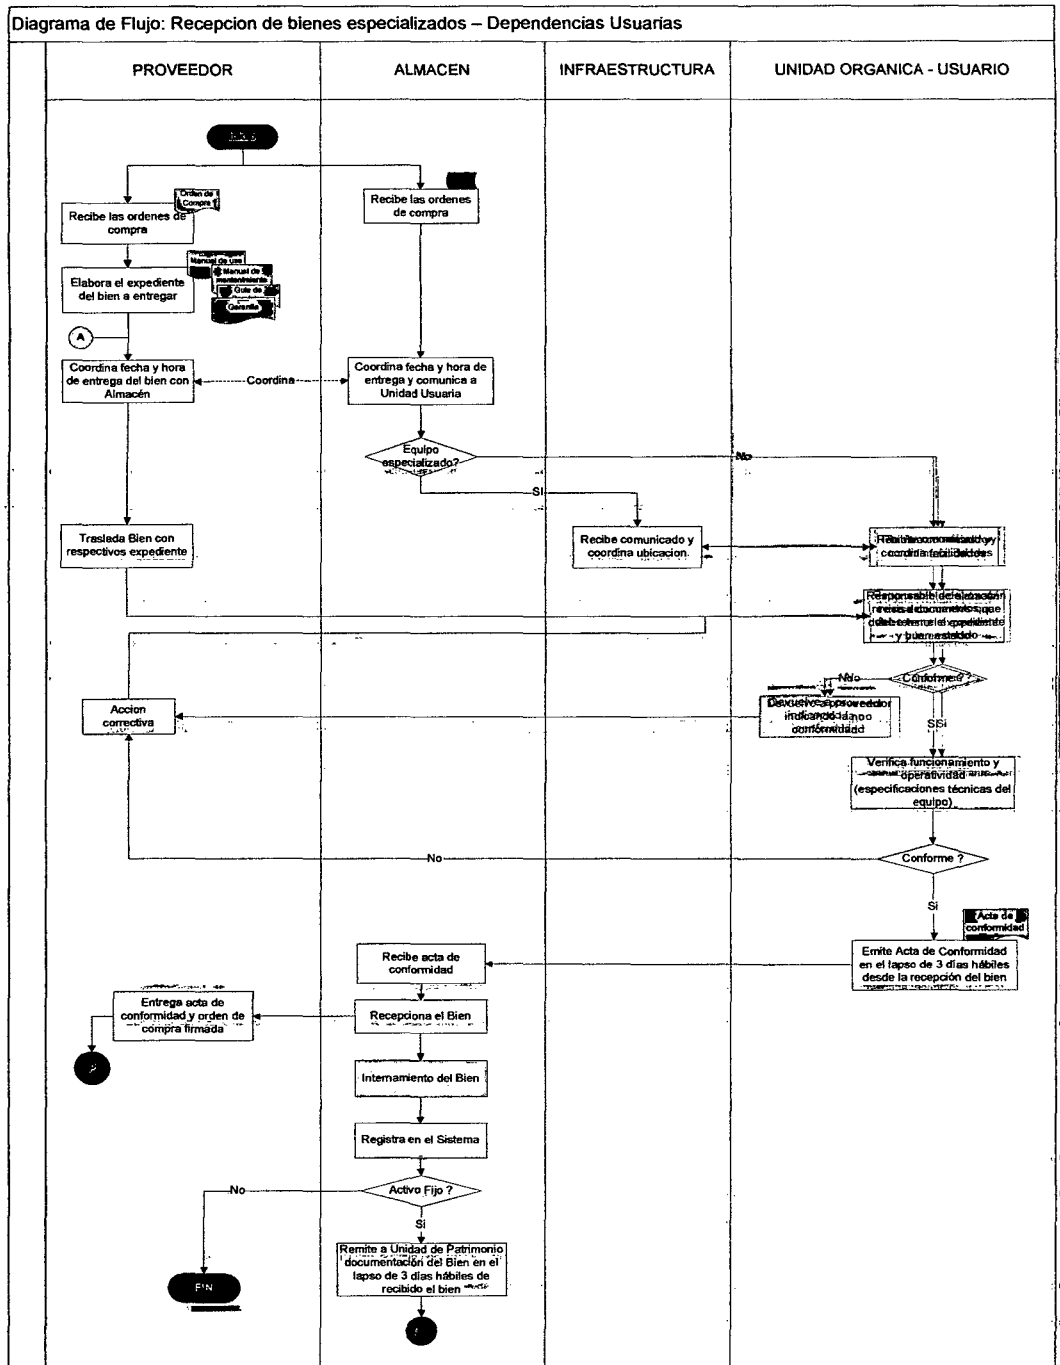 Diagrama de Flujo: Recepcion de bienes especializados – Dependencias Usuarias
PROVEEDOR
ALMACEN
INFRAESTRUCTURA
UNIDAD ORGANICA - USUARIO
Orden de
Compra
Recibe las ordenes de
compra
Recibe las ordenes
de compra
Manual de uso
Manual de
mantenimiento
Guia de
Garantia
Elabora el expediente
del bien a entregar
A
Coordina fecha y hora
de entrega del bien con
Almacén
Coordina
Coordina fecha y hora de
entrega y comunica a
Unidad Usuaria
Equipo
especializado?
No
Si
Traslada Bien con
respectivos expediente
Recibe comunicado y
coordina ubicacion.
Conforme ?
No
Si
Accion
correctiva
indicando la no
conformidad
Verifica funcionamiento y
operatividad
(especificaciones técnicas del
equipo)
Conforme ?
No
Si
Acta de
conformidad
Emite Acta de Conformidad
en el lapso de 3 días hábiles
desde la recepción del bien
Recibe acta de
conformidad
Entrega acta de
conformidad y orden de
compra firmada
Recepciona el Bien
Internamiento del Bien
Registra en el Sistema
Activo Fijo ?
No
Si
Remite a Unidad de Patrimonio
documentación del Bien en el
lapso de 3 días hábiles de
recibido el bien
FIN